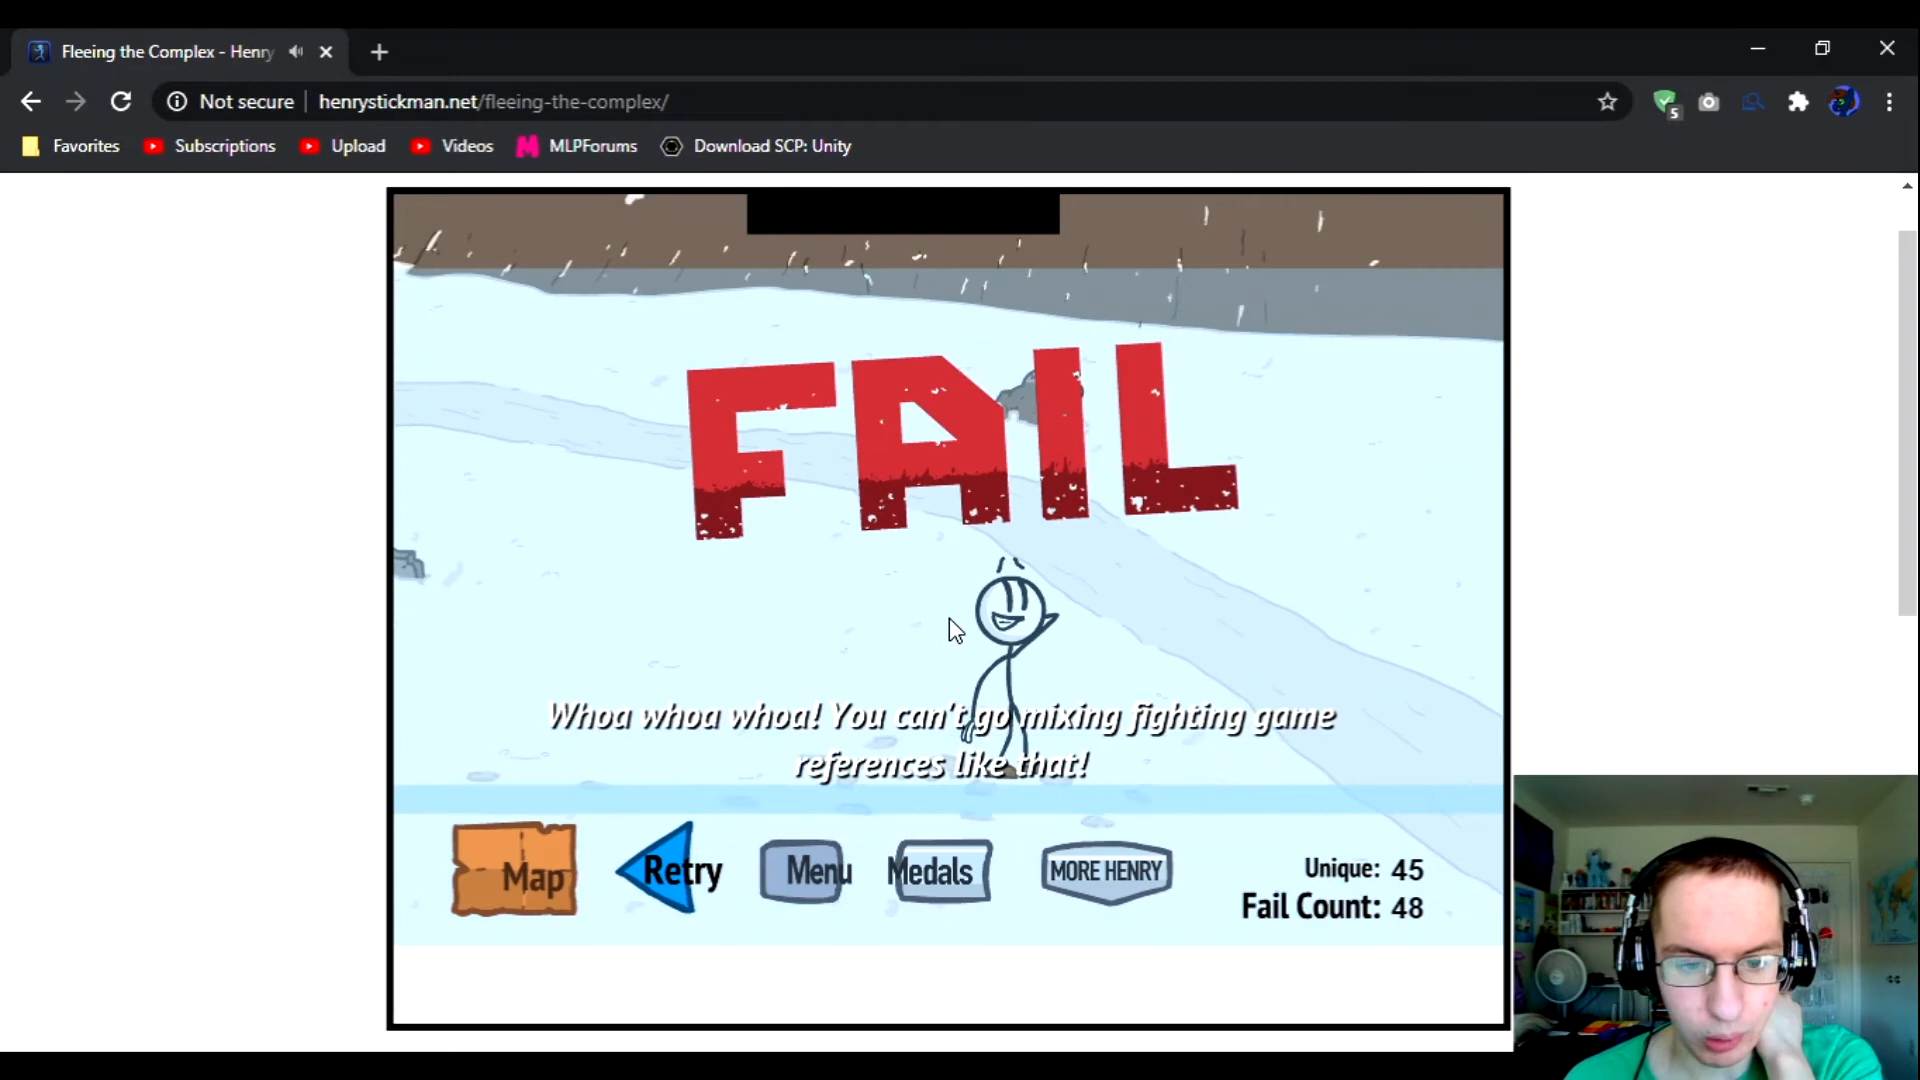 Fleeing the Complex - Henry
Not secure henrystickman.net/fleeing-the-complex/
5
Favorites Subscriptions Upload Videos MLPForums Download SCP: Unity
FAIL
Whoa whoa whoa! You can't go mixing fighting game
references like that!
Map Retry Menu Medals MORE HENRY
Unique: 45
Fail Count: 48